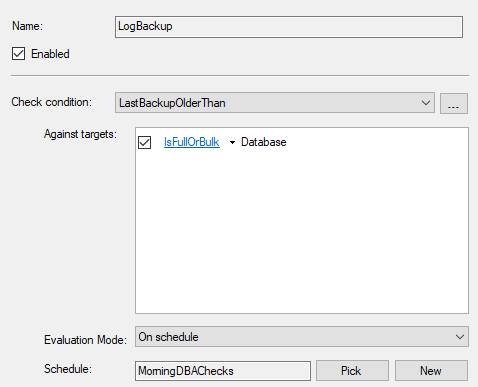 Name: LogBackup
Enabled
Check condition: LastBackupOlderThan ...
Against targets: IsFullOrBulk Database
Evaluation Mode: On schedule
Schedule: MorningDBAChecks Pick New